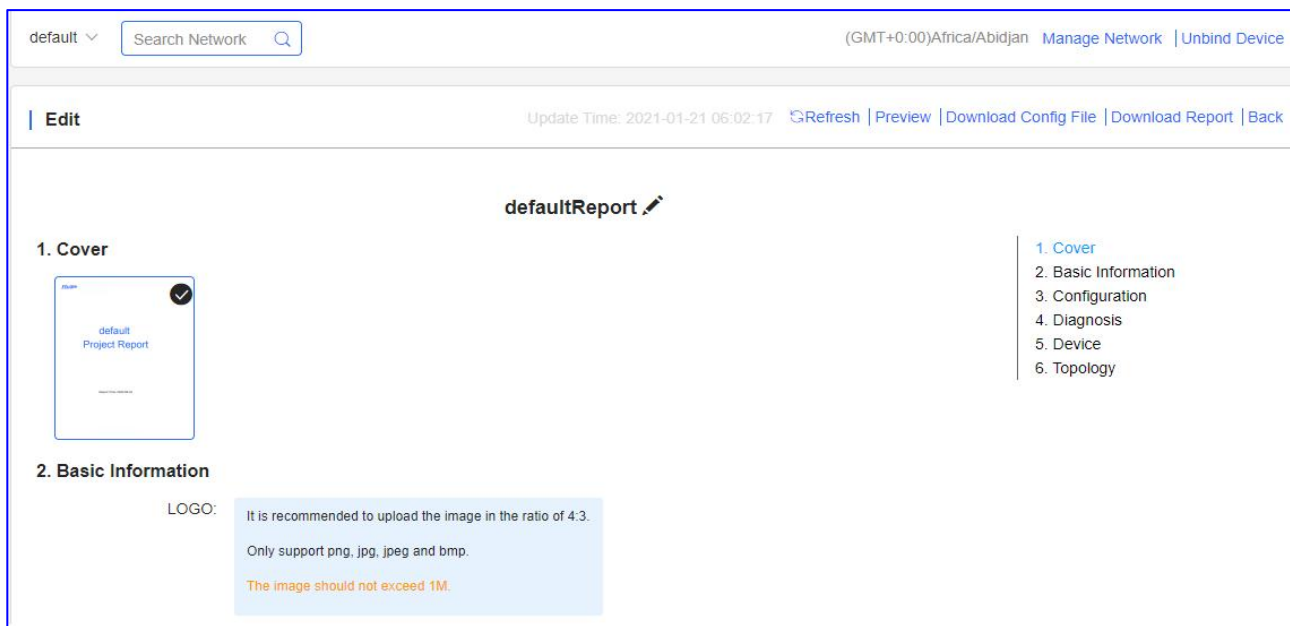 default
Search Network
(GMT+0:00)Africa/Abidjan Manage Network |Unbind Device
| Edit
Update Time: 2021-01-21 06:02:17 Refresh |Preview |Download Config File |Download Report |Back
defaultReport
1. Cover
default
Project Report
1. Cover
2. Basic Information
3. Configuration
4. Diagnosis
5. Device
6. Topology
2. Basic Information
LOGO:
It is recommended to upload the image in the ratio of 4:3.
Only support png, jpg, jpeg and bmp.
The image should not exceed 1M.